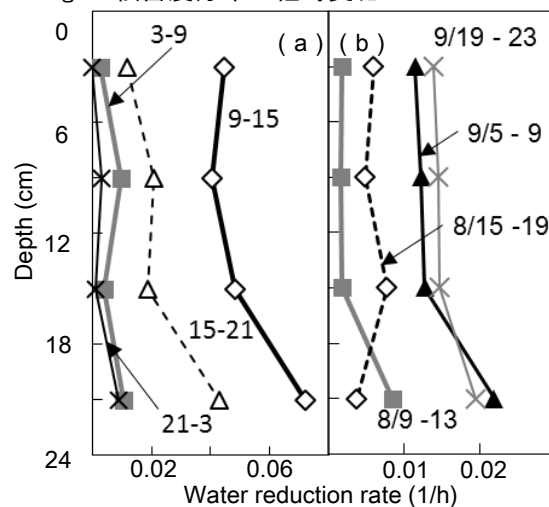 0
6
12
18
24
Depth (cm)
3-9
(a)
9-15
15-21
21-3
(b)
9/19 - 23
9/5 - 9
8/15 -19
8/9 -13
0.02
0.06
0.01
0.02
Water reduction rate (1/h)